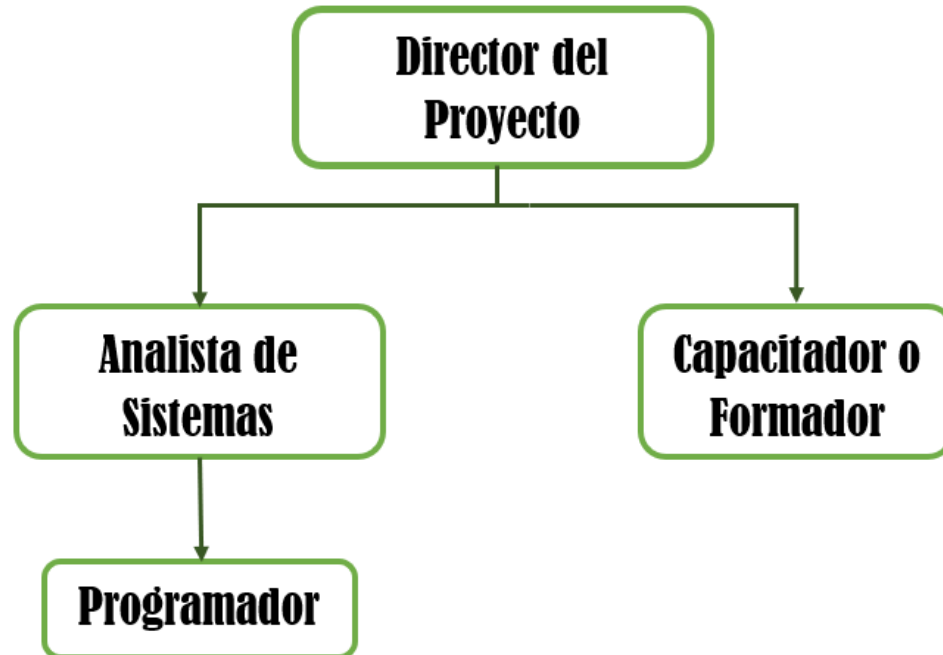 Director del
Proyecto
Analista de
Sistemas
Capacitador o
Formador
Programador